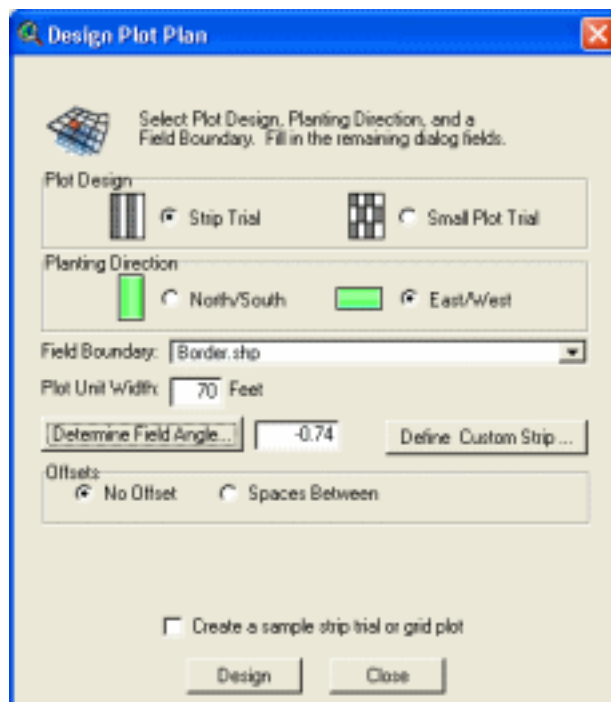 Design Plot Plan
Select Plot Design, Planting Direction, and a
Field Boundary. Fill in the remaining dialog fields.
Plot Design
Strip Trial
Small Plot Trial
Planting Direction
North/South
East/West
Field Boundary: Border.shp
Plot Unit Width: 70 Feet
Determine Field Angle... -0.74 Define Custom Strip ...
Offsets
No Offset
Spaces Between
Create a sample strip trial or grid plot
Design
Close